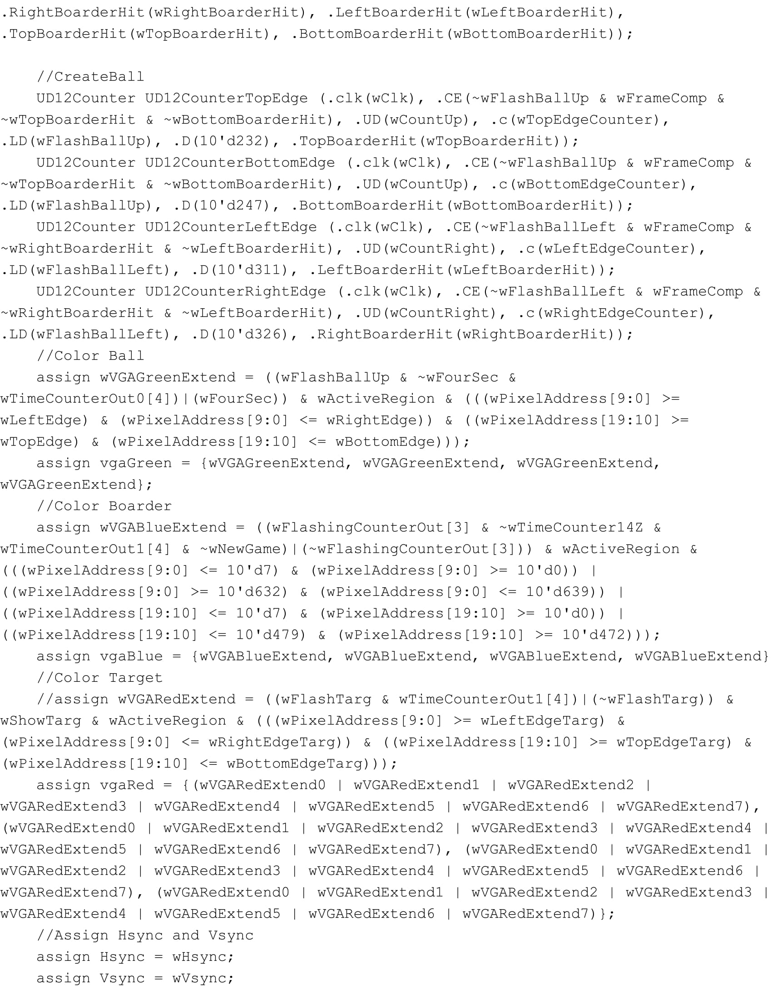 .RightBoarderHit(wRightBoarderHit), .LeftBoarderHit(wLeftBoarderHit),
.TopBoarderHit(wTopBoarderHit), .BottomBoarderHit(wBottomBoarderHit));
//CreateBall
UD12Counter UD12CounterTopEdge (.clk(wClk), .CE(~wFlashBallUp & wFrameComp &
~wTopBoarderHit & ~wBottomBoarderHit), .UD(wCountUp), .c(wTopEdgeCounter),
.LD(wFlashBallUp), .D(10'd232), .TopBoarderHit(wTopBoarderHit));
UD12Counter UD12CounterBottomEdge (.clk(wClk), .CE(~wFlashBallUp & wFrameComp &
~wTopBoarderHit & ~wBottomBoarderHit), .UD(wCountUp), .c(wBottomEdgeCounter),
.LD(wFlashBallUp), .D(10'd247), .BottomBoarderHit(wBottomBoarderHit));
UD12Counter UD12CounterLeftEdge (.clk(wClk), .CE(~wFlashBallLeft & wFrameComp &
~wRightBoarderHit & ~wLeftBoarderHit), .UD(wCountRight), .c(wLeftEdgeCounter),
.LD(wFlashBallLeft), .D(10'd311), .LeftBoarderHit(wLeftBoarderHit));
UD12Counter UD12CounterRightEdge (.clk(wClk), .CE(~wFlashBallLeft & wFrameComp &
~wRightBoarderHit & ~wLeftBoarderHit), .UD(wCountRight), .c(wRightEdgeCounter),
.LD(wFlashBallLeft), .D(10'd326), .RightBoarderHit(wRightBoarderHit));
//Color Ball
assign wVGAGreenExtend = ((wFlashBallUp & ~wFourSec &
wTimeCounterOut0[4])|(wFourSec)) & wActiveRegion & (((wPixelAddress[9:0] >=
wLeftEdge) & (wPixelAddress[9:0] <= wRightEdge)) & ((wPixelAddress[19:10] >=
wTopEdge) & (wPixelAddress[19:10] <= wBottomEdge)));
assign vgaGreen = {wVGAGreenExtend, wVGAGreenExtend, wVGAGreenExtend,
wVGAGreenExtend};
//Color Boarder
assign wVGABlueExtend = ((wFlashingCounterOut[3] & ~wTimeCounter14Z &
wTimeCounterOut1[4] & ~wNewGame)|(~wFlashingCounterOut[3])) & wActiveRegion &
(((wPixelAddress[9:0] <= 10'd7) & (wPixelAddress[9:0] >= 10'd0)) |
((wPixelAddress[9:0] >= 10'd632) & (wPixelAddress[9:0] <= 10'd639)) |
((wPixelAddress[19:10] <= 10'd7) & (wPixelAddress[19:10] >= 10'd0)) |
((wPixelAddress[19:10] <= 10'd479) & (wPixelAddress[19:10] >= 10'd472)));
assign vgaBlue = {wVGABlueExtend, wVGABlueExtend, wVGABlueExtend, wVGABlueExtend}
//Color Target
//assign wVGARedExtend = ((wFlashTarg & wTimeCounterOut1[4])|(~wFlashTarg)) &
wShowTarg & wActiveRegion & (((wPixelAddress[9:0] >= wLeftEdgeTarg) &
(wPixelAddress[9:0] <= wRightEdgeTarg)) & ((wPixelAddress[19:10] >= wTopEdgeTarg) &
(wPixelAddress[19:10] <= wBottomEdgeTarg)));
assign vgaRed = {(wVGARedExtend0 | wVGARedExtend1 | wVGARedExtend2 |
wVGARedExtend3 | wVGARedExtend4 | wVGARedExtend5 | wVGARedExtend6 | wVGARedExtend7),
(wVGARedExtend0 | wVGARedExtend1 | wVGARedExtend2 | wVGARedExtend3 | wVGARedExtend4 |
wVGARedExtend5 | wVGARedExtend6 | wVGARedExtend7), (wVGARedExtend0 | wVGARedExtend1 |
wVGARedExtend2 | wVGARedExtend3 | wVGARedExtend4 | wVGARedExtend5 | wVGARedExtend6 |
wVGARedExtend7), (wVGARedExtend0 | wVGARedExtend1 | wVGARedExtend2 | wVGARedExtend3 |
wVGARedExtend4 | wVGARedExtend5 | wVGARedExtend6 | wVGARedExtend7)};
//Assign Hsync and Vsync
assign Hsync = wHsync;
assign Vsync = wVsync;